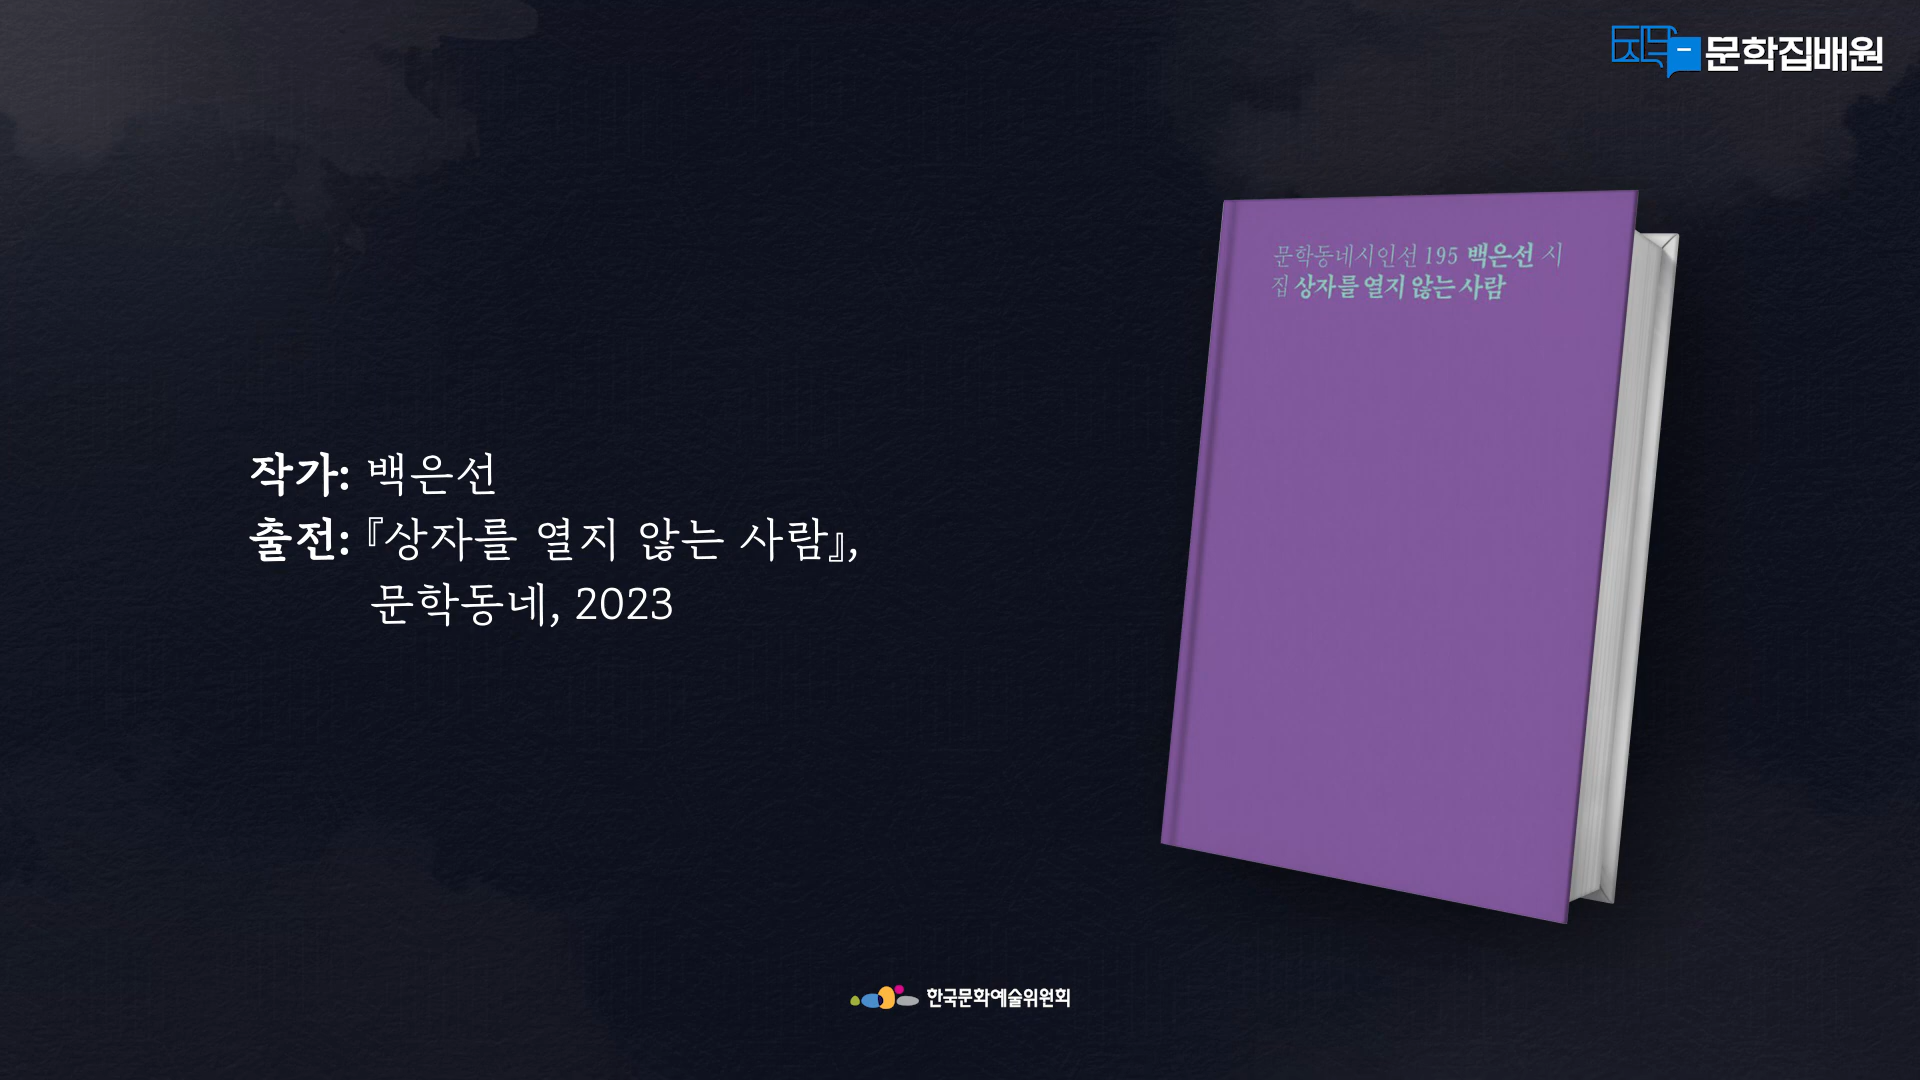 문학집배원
문학동네시인선 195 백은선 시
집 상자를 열지 않는 사람
작가: 백은선
출전: 『상자를 열지 않는 사람』,
문학동네, 2023
한국문화예술위원회